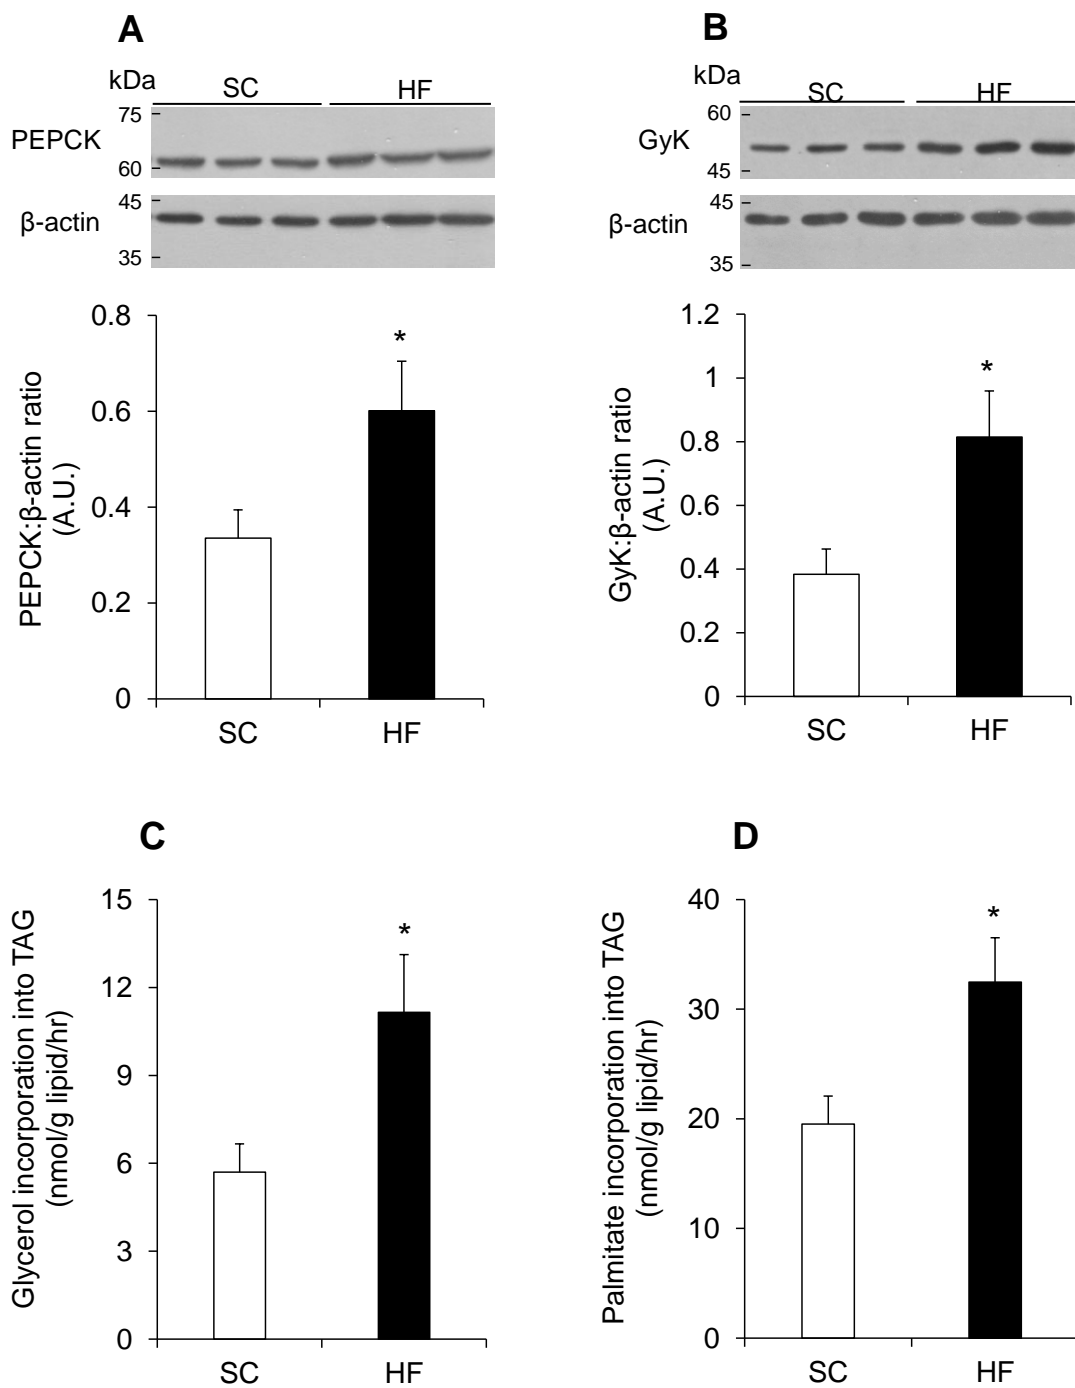 A
kDa
SC
HF
75
PEPCK
60
45
β-actin
35
0.8
0.6
0.4
0.2
0
*
PEPCK:β-actin ratio
(A.U.)
SC
HF
B
kDa
SC
HF
60
GyK
45
45
β-actin
35
1.2
1
0.8
0.6
0.4
0.2
0
*
GyK:β-actin ratio
(A.U.)
SC
HF
C
15
12
9
6
3
0
*
Glycerol incorporation into TAG
(nmol/g lipid/hr)
SC
HF
D
40
30
20
10
0
*
Palmitate incorporation into TAG
(nmol/g lipid/hr)
SC
HF